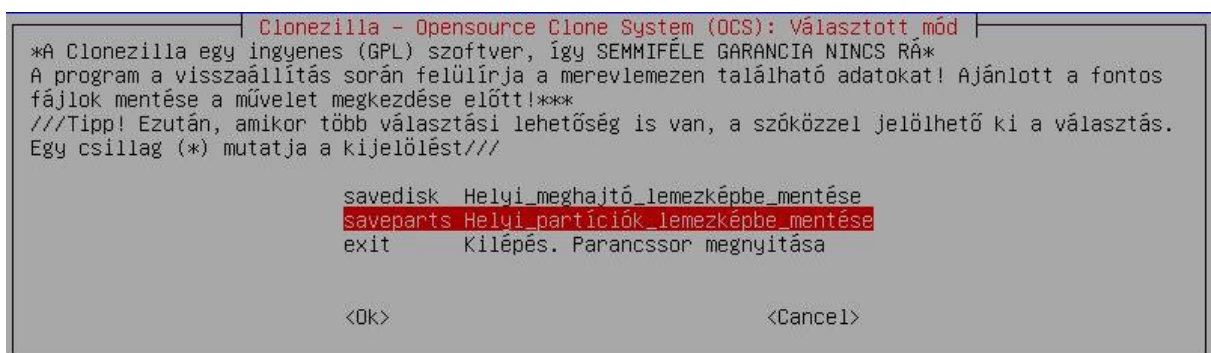 Clonezilla - Opensource Clone System (OCS): Választott mód
*A Clonezilla egy ingyenes (GPL) szoftver, így SEMMIFÉLE GARANCIA NINCS RÁ*
A program a visszaállítás során felülírja a merevlemezen található adatokat! Ajánlott a fontos
fájlok mentése a művelet megkezdése előtt!***
///Tipp! Ezután, amikor több választási lehetőség is van, a szóközzel jelölhető ki a választás.
Egy csillag (*) mutatja a kijelölést///
savedisk Helyi_meghajtó_lemezképbe_mentése
saveparts Helyi_partíciók_lemezképbe_mentése
exit Kilépés. Parancssor megnyitása
<Ok> <Cancel>